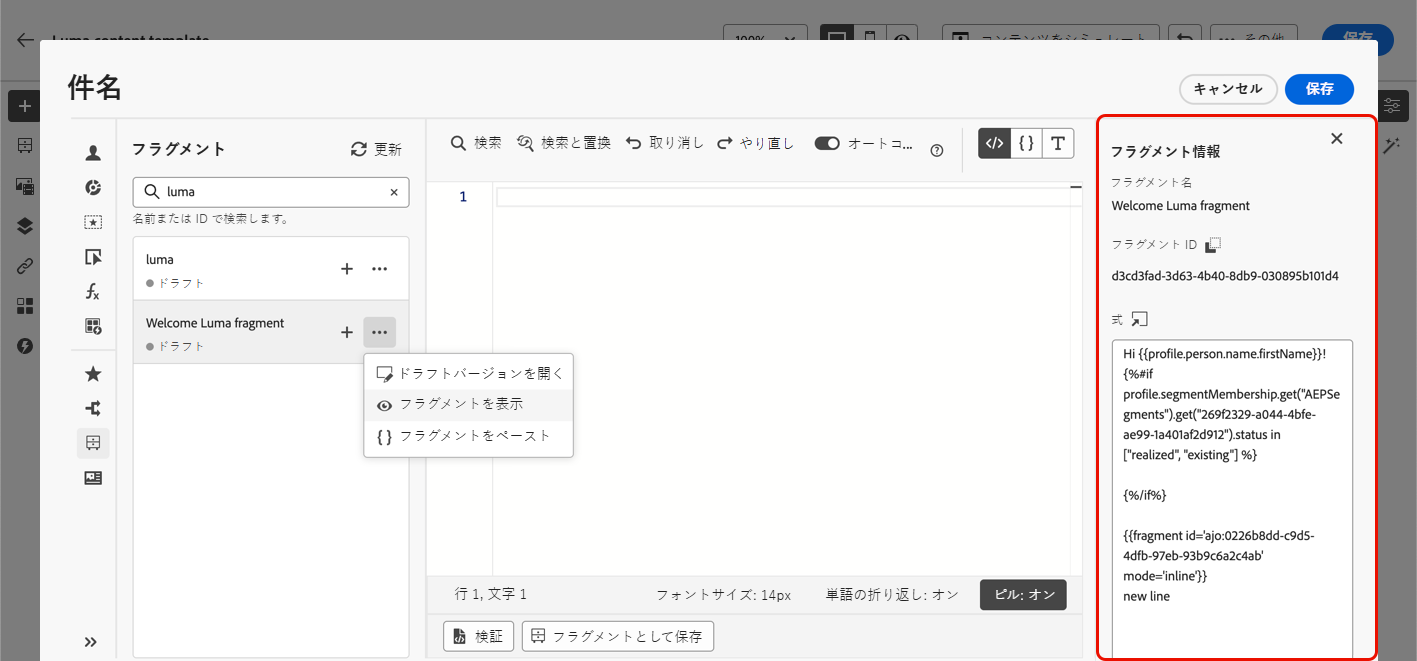 Luma content template
100%
コンテンツをシミュレート
その他
保存
件名
キャンセル
保存
フラグメント
更新
luma
名前または ID で検索します。
luma
ドラフト
Welcome Luma fragment
ドラフト
ドラフトバージョンを開く
フラグメントを表示
フラグメントをペースト
検索
検索と置換
取り消し
やり直し
オートコ...
1
行 1, 文字 1
フォントサイズ: 14px
単語の折り返し: オン
ピル: オン
検証
フラグメントとして保存
フラグメント情報
フラグメント名
Welcome Luma fragment
フラグメント ID
d3cd3fad-3d63-4b40-8db9-030895b101d4
式
Hi {{profile.person.name.firstName}}!
{%#if
profile.segmentMembership.get("AEPSe
gments").get("269f2329-a044-4bfe-
ae99-1a401af2d912").status in
["realized", "existing"] %}
{%/if%}
{{fragment id='ajo:0226b8dd-c9d5-
4dfb-97eb-93b9c6a2c4ab'
mode='inline'}}
new line